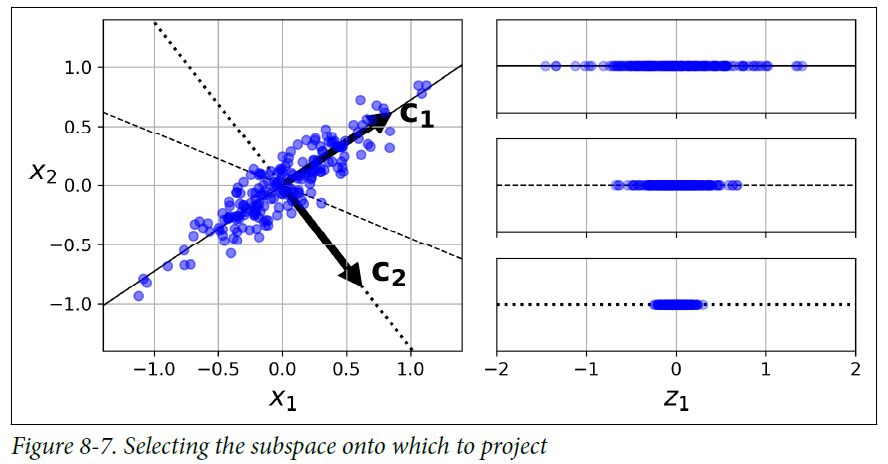 1.0
0.5
0.0
−0.5
−1.0
x₂
c₁
c₂
−1.0 −0.5 0.0 0.5 1.0
x₁
−2 −1 0 1 2
z₁
Figure 8-7. Selecting the subspace onto which to project